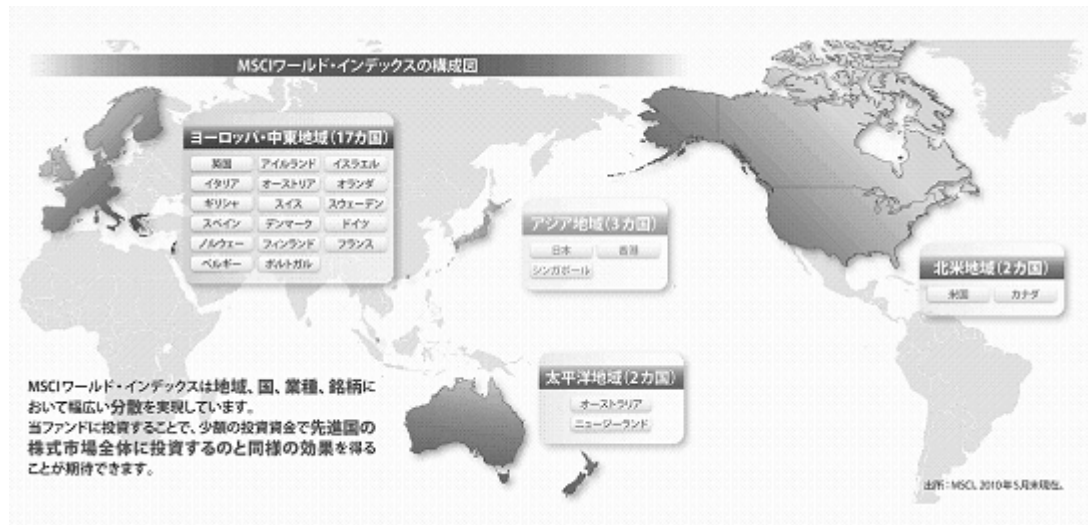 MSCIワールド・インデックスの構成図
ヨーロッパ・中東地域(17カ国)
英国 アイルランド イスラエル
イタリア オーストリア オランダ
ギリシャ スイス スウェーデン
スペイン デンマーク ドイツ
ノルウェー フィンランド フランス
ベルギー ポルトガル
アジア地域(3カ国)
日本 香港
シンガポール
北米地域(2カ国)
米国 カナダ
太平洋地域(2カ国)
オーストラリア
ニュージーランド
MSCIワールド・インデックスは地域、国、業種、銘柄に
おいて幅広い分散を実現しています。
当ファンドに投資することで、少額の投資資金で先進国の
株式市場全体に投資するのと同様の効果を得る
ことが期待できます。
出所:MSCI、2010年5月末現在。